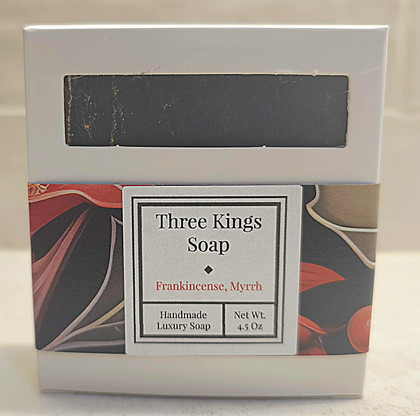 Three Kings
Soap
Frankincense, Myrrh
Handmade
Luxury Soap
Net Wt.
4.5 Oz